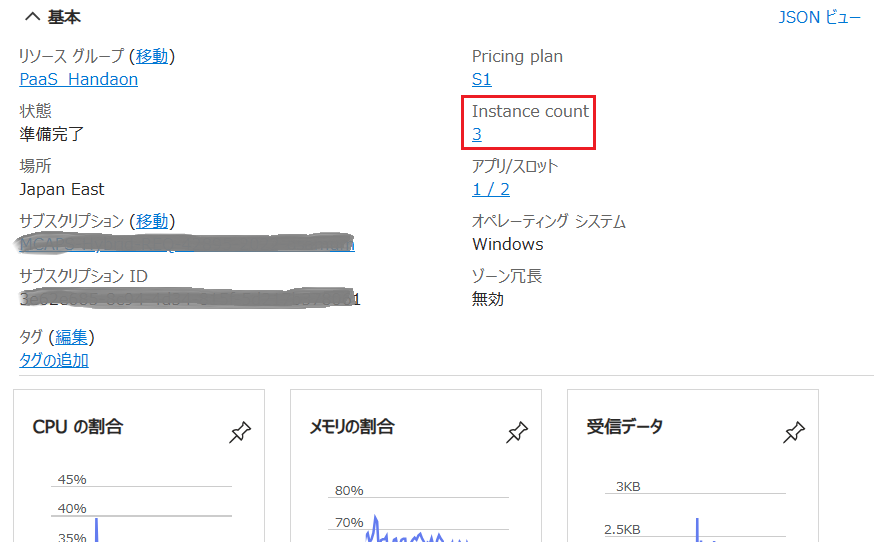 基本
JSON ビュー
リソース グループ (移動)
PaaS_Handaon
状態
準備完了
場所
Japan East
サブスクリプション (移動)
サブスクリプション ID
タグ (編集)
タグの追加
Pricing plan
S1
Instance count
3
アプリ/スロット
1 / 2
オペレーティング システム
Windows
ゾーン冗長
無効
CPU の割合
45%
40%
35%
メモリの割合
80%
70%
受信データ
3KB
2.5KB